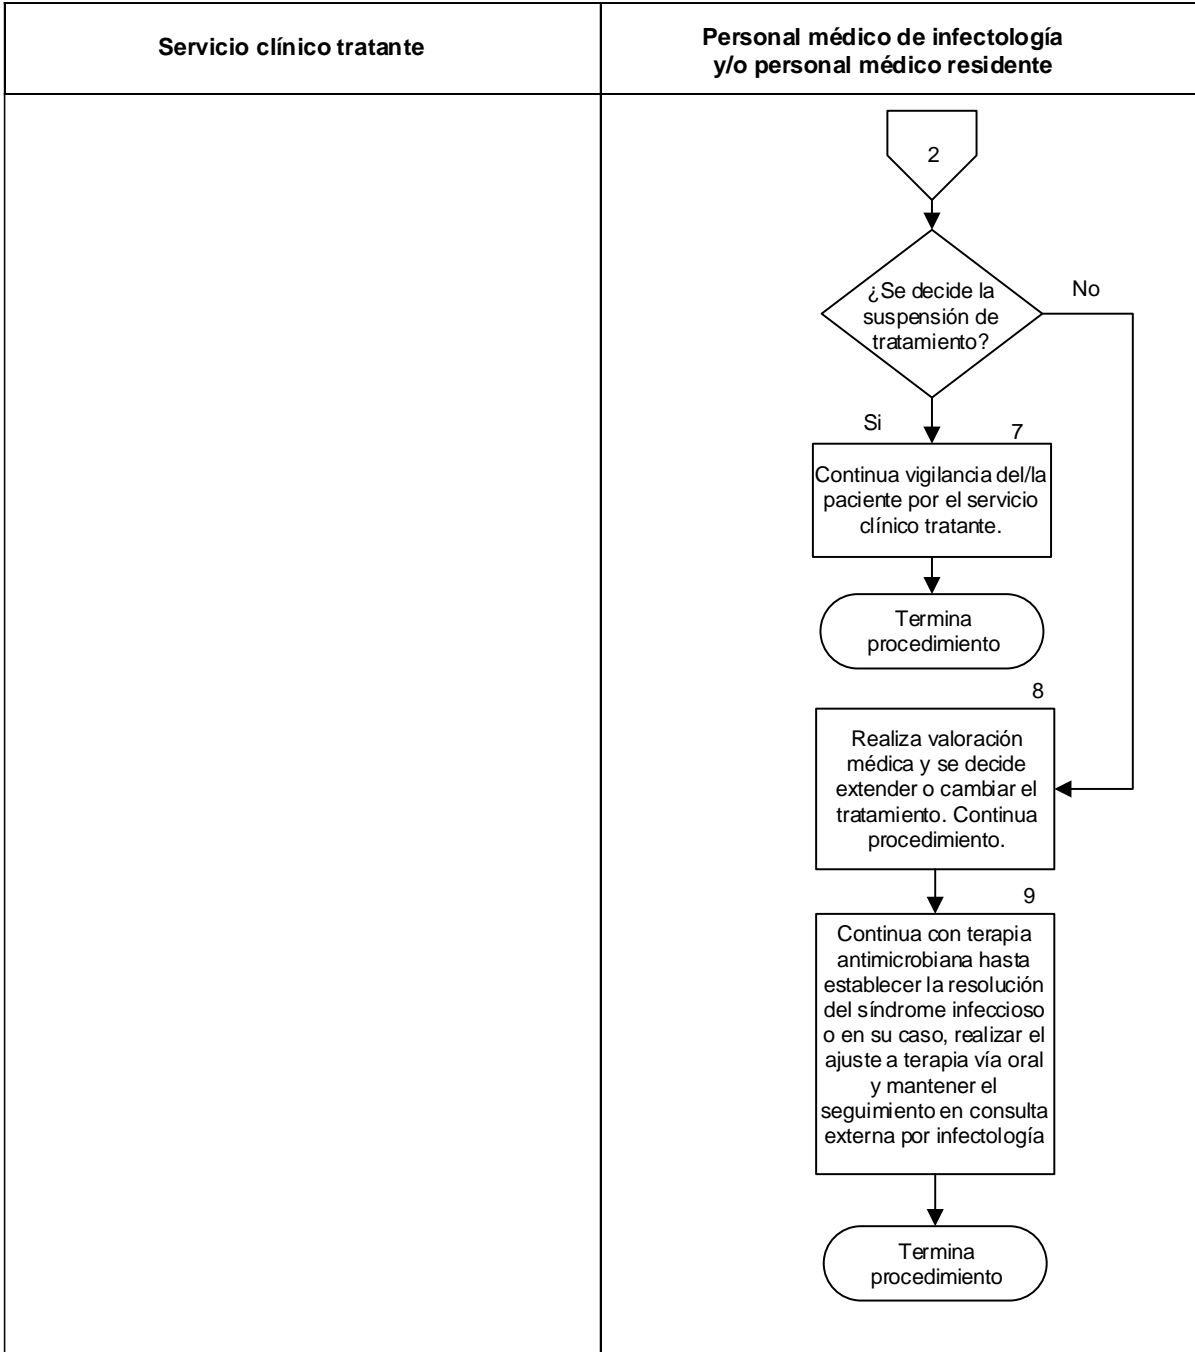 Servicio clínico tratante
Personal médico de infectología
y/o personal médico residente
2
¿Se decide la
suspensión de
tratamiento?
No
Si
7
Continua vigilancia del/la
paciente por el servicio
clínico tratante.
Termina
procedimiento
8
Realiza valoración
médica y se decide
extender o cambiar el
tratamiento. Continua
procedimiento.
9
Continua con terapia
antimicrobiana hasta
establecer la resolución
del síndrome infeccioso
o en su caso, realizar el
ajuste a terapia vía oral
y mantener el
seguimiento en consulta
externa por infectología
Termina
procedimiento